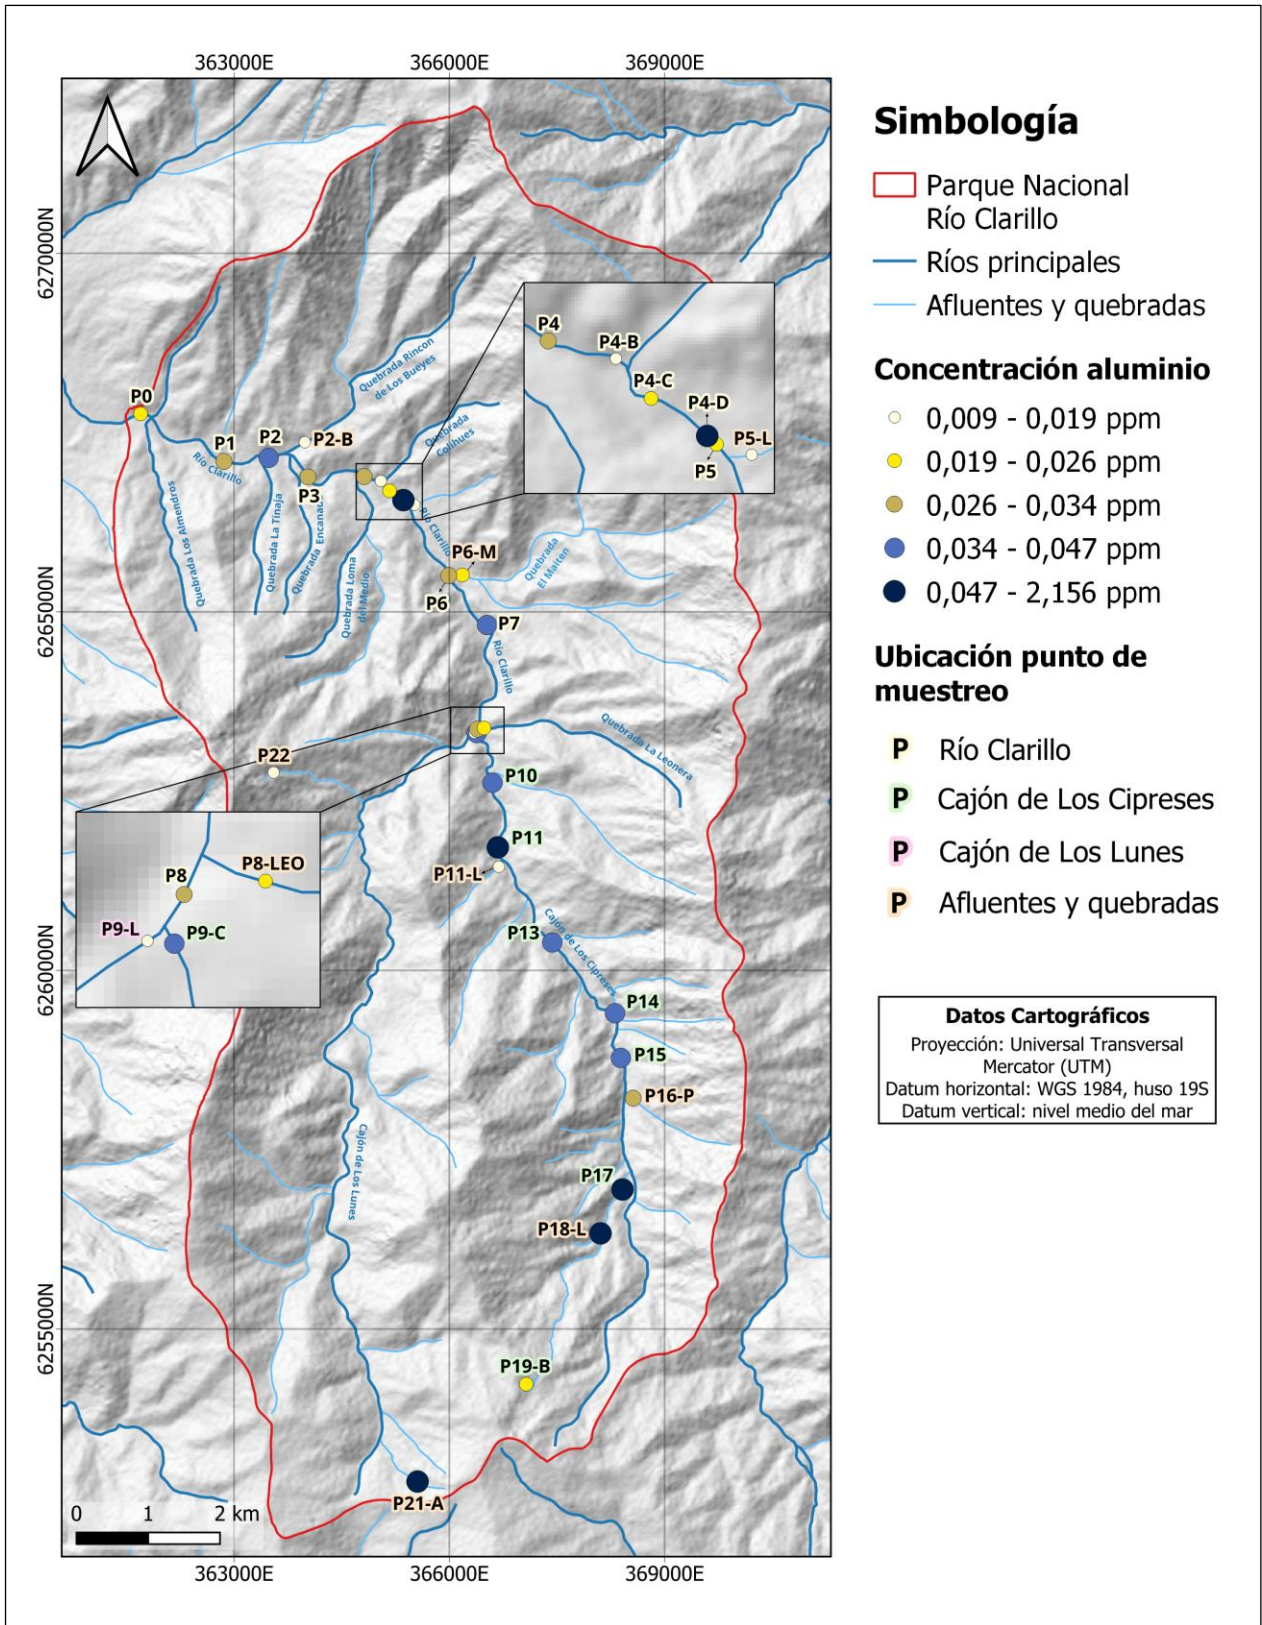 363000E 366000E 369000E
6270000N
6265000N
6260000N
6255000N
P0
P1
P2
P2-B
P3
Río Clarillo
Quebrada Rincon
de Los Bueyes
Quebrada
Colihues
Quebrada Los Almendros
Quebrada La Tinaja
Quebrada Encanada
Quebrada Loma
del Medio
P4
P4-B
P4-C
P4-D
P5
P5-L
Río Clarillo
P6-M
P6
Quebrada
El Maiten
P7
Río Clarillo
Quebrada La Leonera
P22
P8
P8-LEO
P9-L
P9-C
P10
P11
P11-L
P13
Cajón de Los Cipreses
P14
P15
P16-P
P17
P18-L
Cajón de Los Lunes
P19-B
P21-A
0 1 2 km
363000E 366000E 369000E
Simbología
Parque Nacional
Río Clarillo
Ríos principales
Afluentes y quebradas
Concentración aluminio
0,009 - 0,019 ppm
0,019 - 0,026 ppm
0,026 - 0,034 ppm
0,034 - 0,047 ppm
0,047 - 2,156 ppm
Ubicación punto de
muestreo
P Río Clarillo
P Cajón de Los Cipreses
P Cajón de Los Lunes
P Afluentes y quebradas
Datos Cartográficos
Proyección: Universal Transversal
Mercator (UTM)
Datum horizontal: WGS 1984, huso 19S
Datum vertical: nivel medio del mar